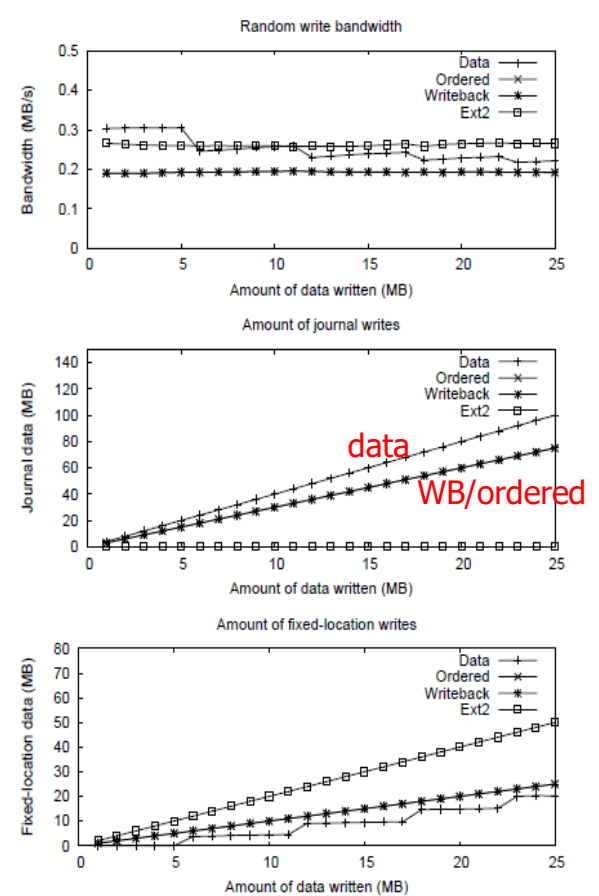 Random write bandwidth
0.5
0.4
0.3
0.2
0.1
0
Bandwidth (MB/s)
Data
Ordered
Writeback
Ext2
0 5 10 15 20 25
Amount of data written (MB)
Amount of journal writes
140
120
100
80
60
40
20
0
Journal data (MB)
Data
Ordered
Writeback
Ext2
data
WB/ordered
0 5 10 15 20 25
Amount of data written (MB)
Amount of fixed-location writes
80
70
60
50
40
30
20
10
0
Fixed-location data (MB)
Data
Ordered
Writeback
Ext2
0 5 10 15 20 25
Amount of data written (MB)